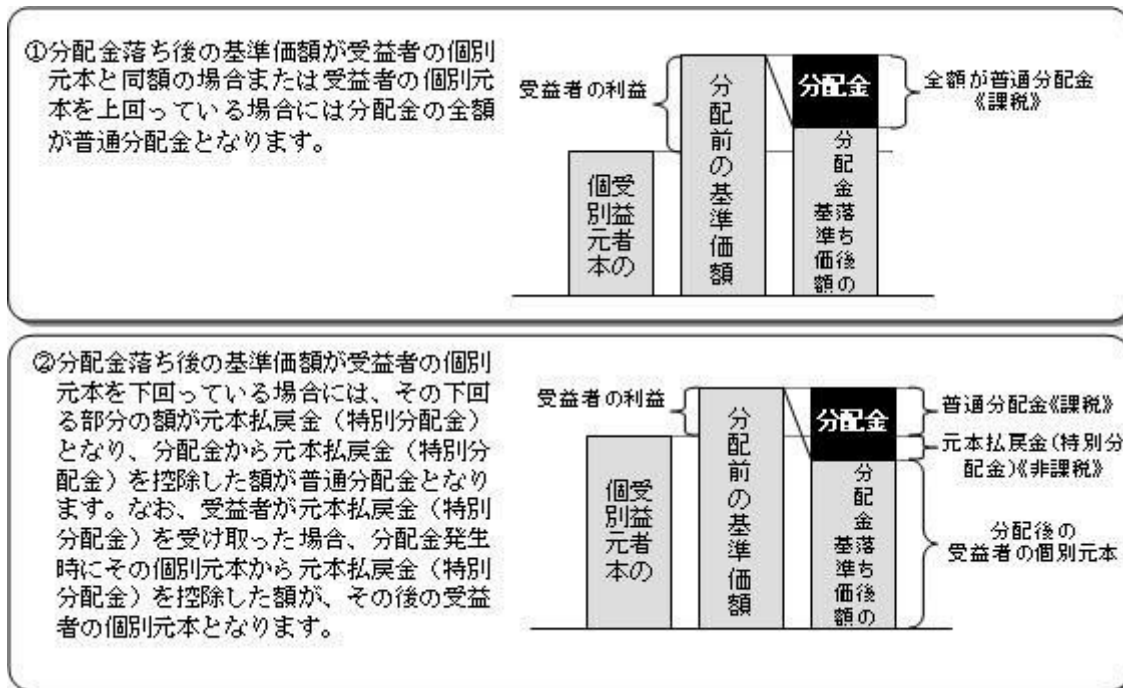 ①分配金落ち後の基準価額が受益者の個別
元本と同額の場合または受益者の個別元
本を上回っている場合には分配金の全額
が普通分配金となります。
受益者の利益
受益者の
個別元本
分配前の基準価額
分配金
分配金落ち後の
基準価額
全額が普通分配金
《課税》
②分配金落ち後の基準価額が受益者の個別
元本を下回っている場合には、その下回
る部分の額が元本払戻金（特別分配金）
となり、分配金から元本払戻金（特別分
配金）を控除した額が普通分配金となり
ます。なお、受益者が元本払戻金（特別
分配金）を受け取った場合、分配金発生
時にその個別元本から元本払戻金（特別
分配金）を控除した額が、その後の受益
者の個別元本となります。
受益者の利益
受益者の
個別元本
分配前の基準価額
分配金
分配金落ち後の
基準価額
普通分配金《課税》
元本払戻金(特別分
配金)《非課税》
分配後の
受益者の個別元本